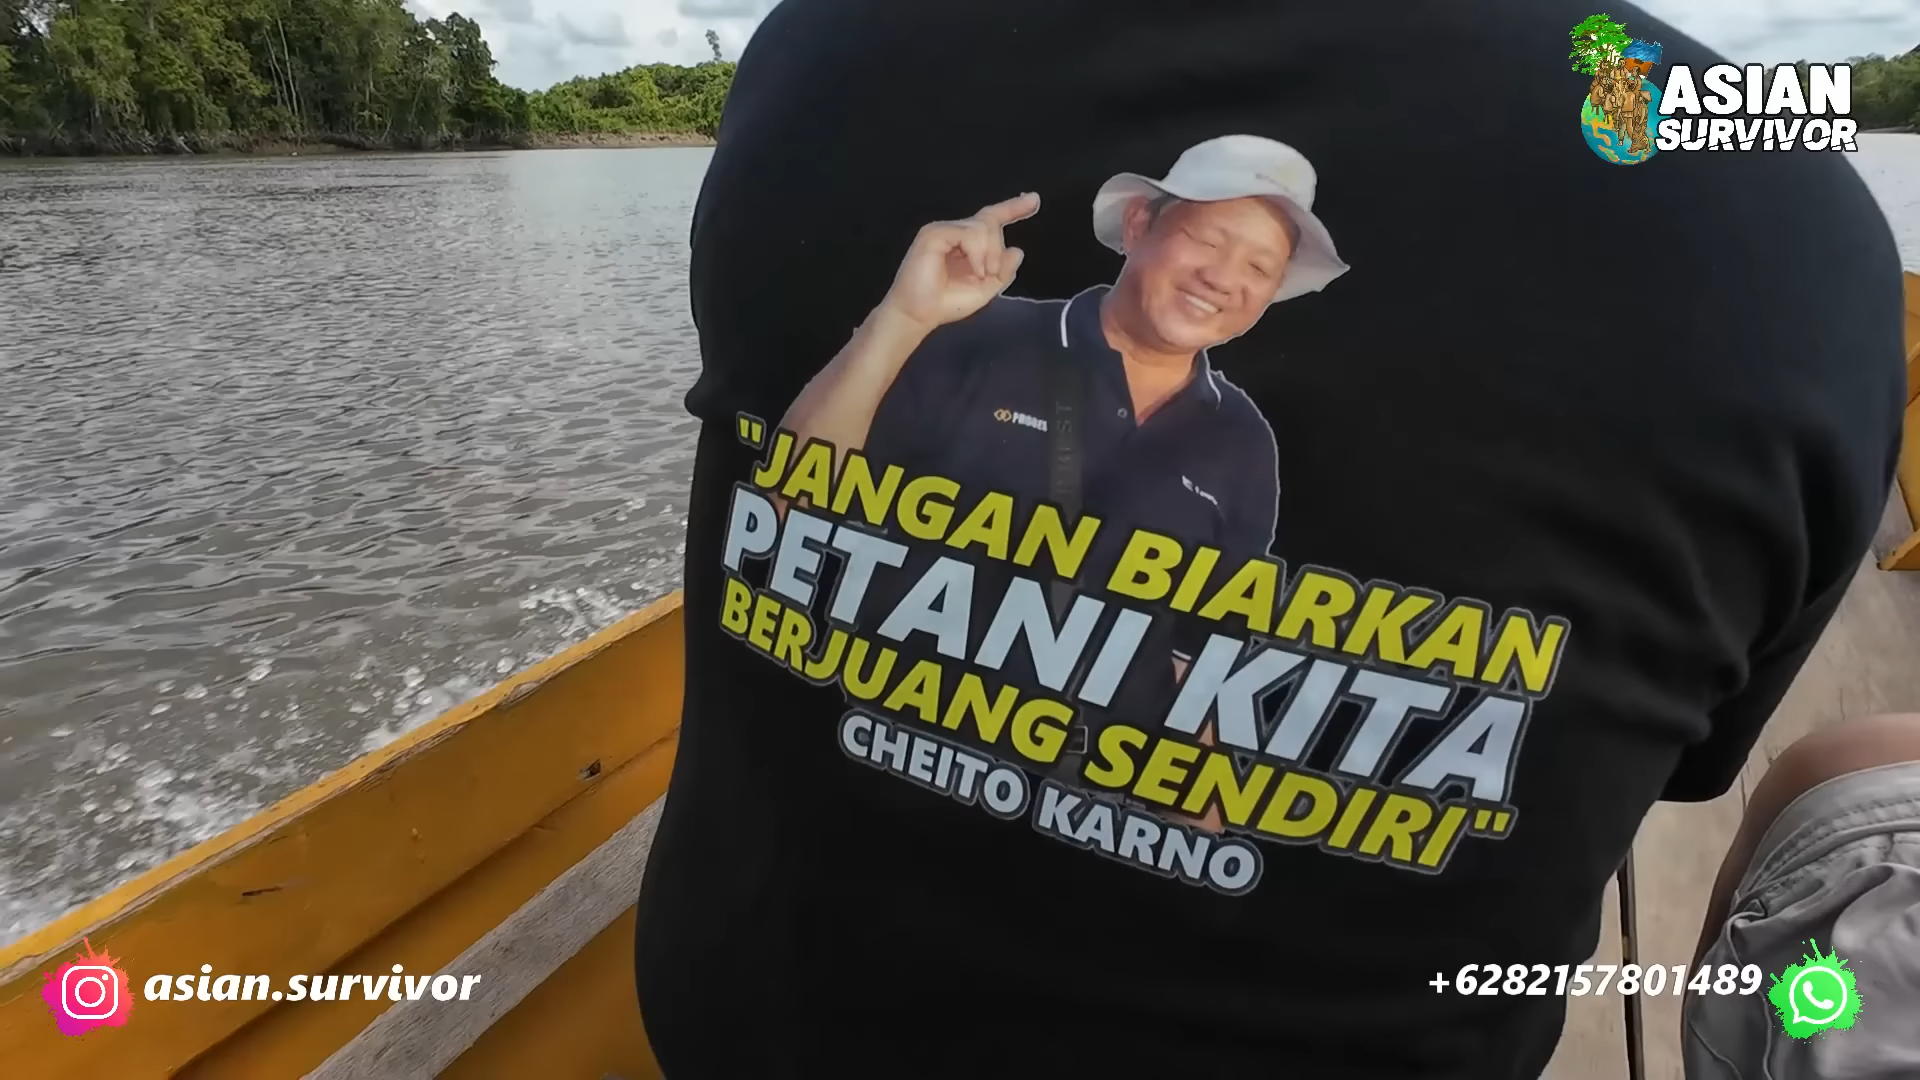 ASIAN
SURVIVOR
"JANGAN BIARKAN
PETANI KITA
BERJUANG SENDIRI"
CHEITO KARNO
asian.survivor
+6282157801489